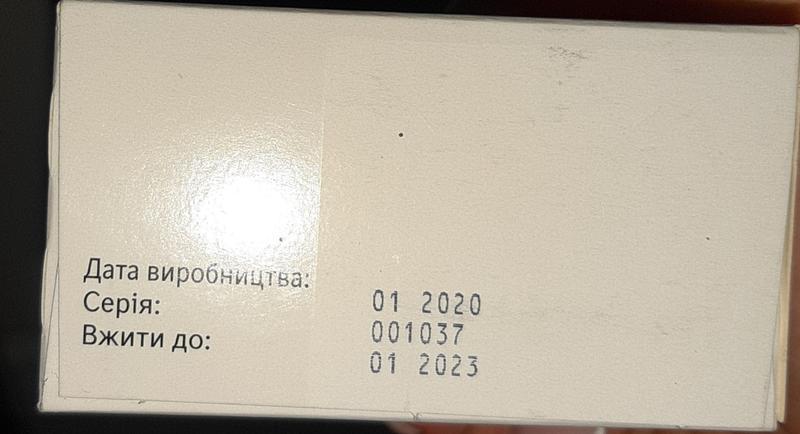 Дата виробництва: 01 2020
Серія: 001037
Вжити до: 01 2023